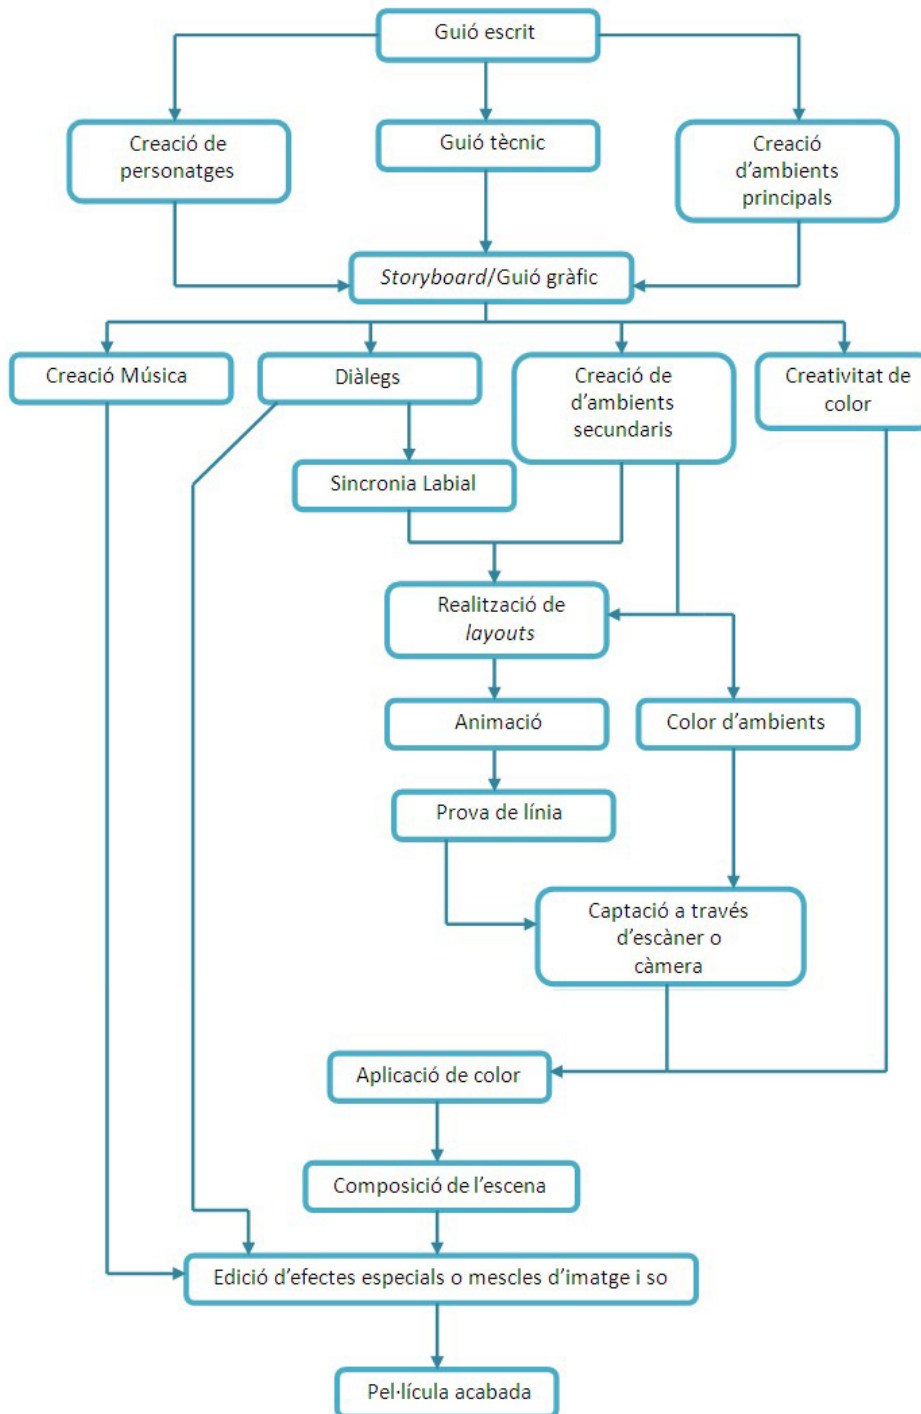 Guió escrit
Creació de
personatges
Guió tècnic
Creació
d’ambients
principals
Storyboard/Guió gràfic
Creació Música
Diàlegs
Creació de
d’ambients
secundaris
Creativitat de
color
Sincronia Labial
Realització de
layouts
Animació
Color d’ambients
Prova de línia
Captació a través
d’escàner o
càmera
Aplicació de color
Composició de l’escena
Edició d’efectes especials o mescles d’imatge i so
Pel·lícula acabada